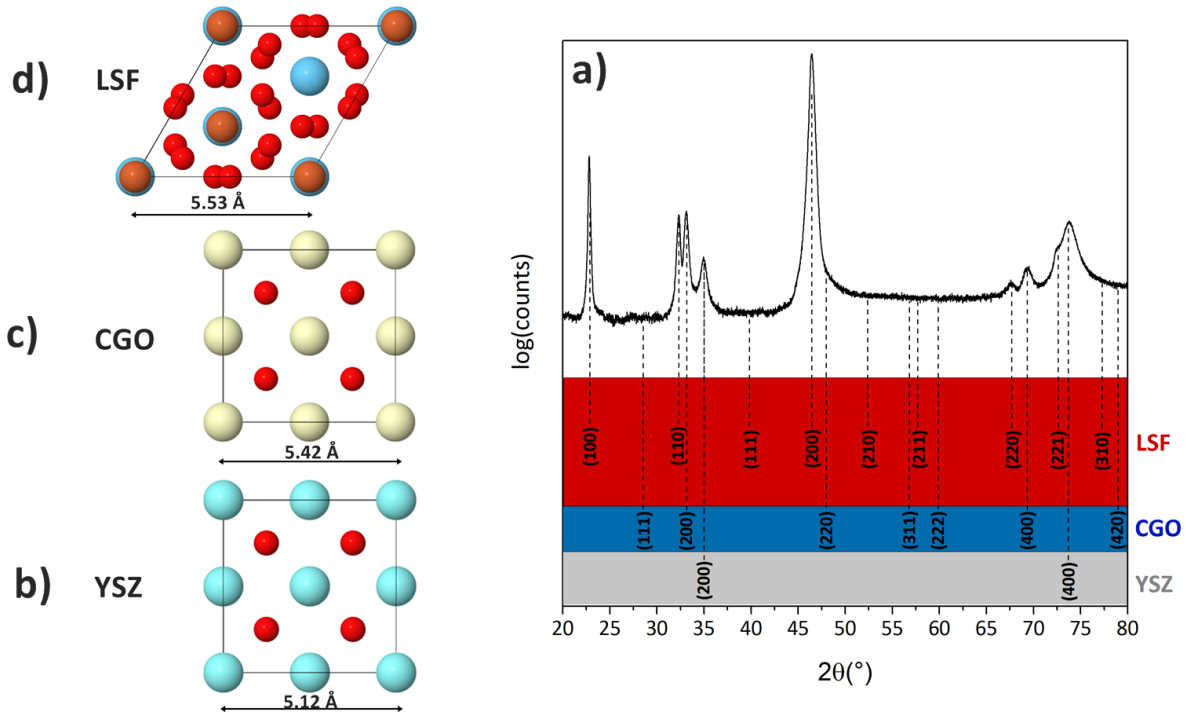 d)
LSF
5.53 Å
c)
CGO
5.42 Å
b)
YSZ
5.12 Å
a)
log(counts)
(100)
(110)
(111)
(200)
(210)
(211)
(220)
(221)
(310)
LSF
(111)
(200)
(220)
(311)
(222)
(400)
(420)
CGO
(200)
(400)
YSZ
20 25 30 35 40 45 50 55 60 65 70 75 80
2θ(°)